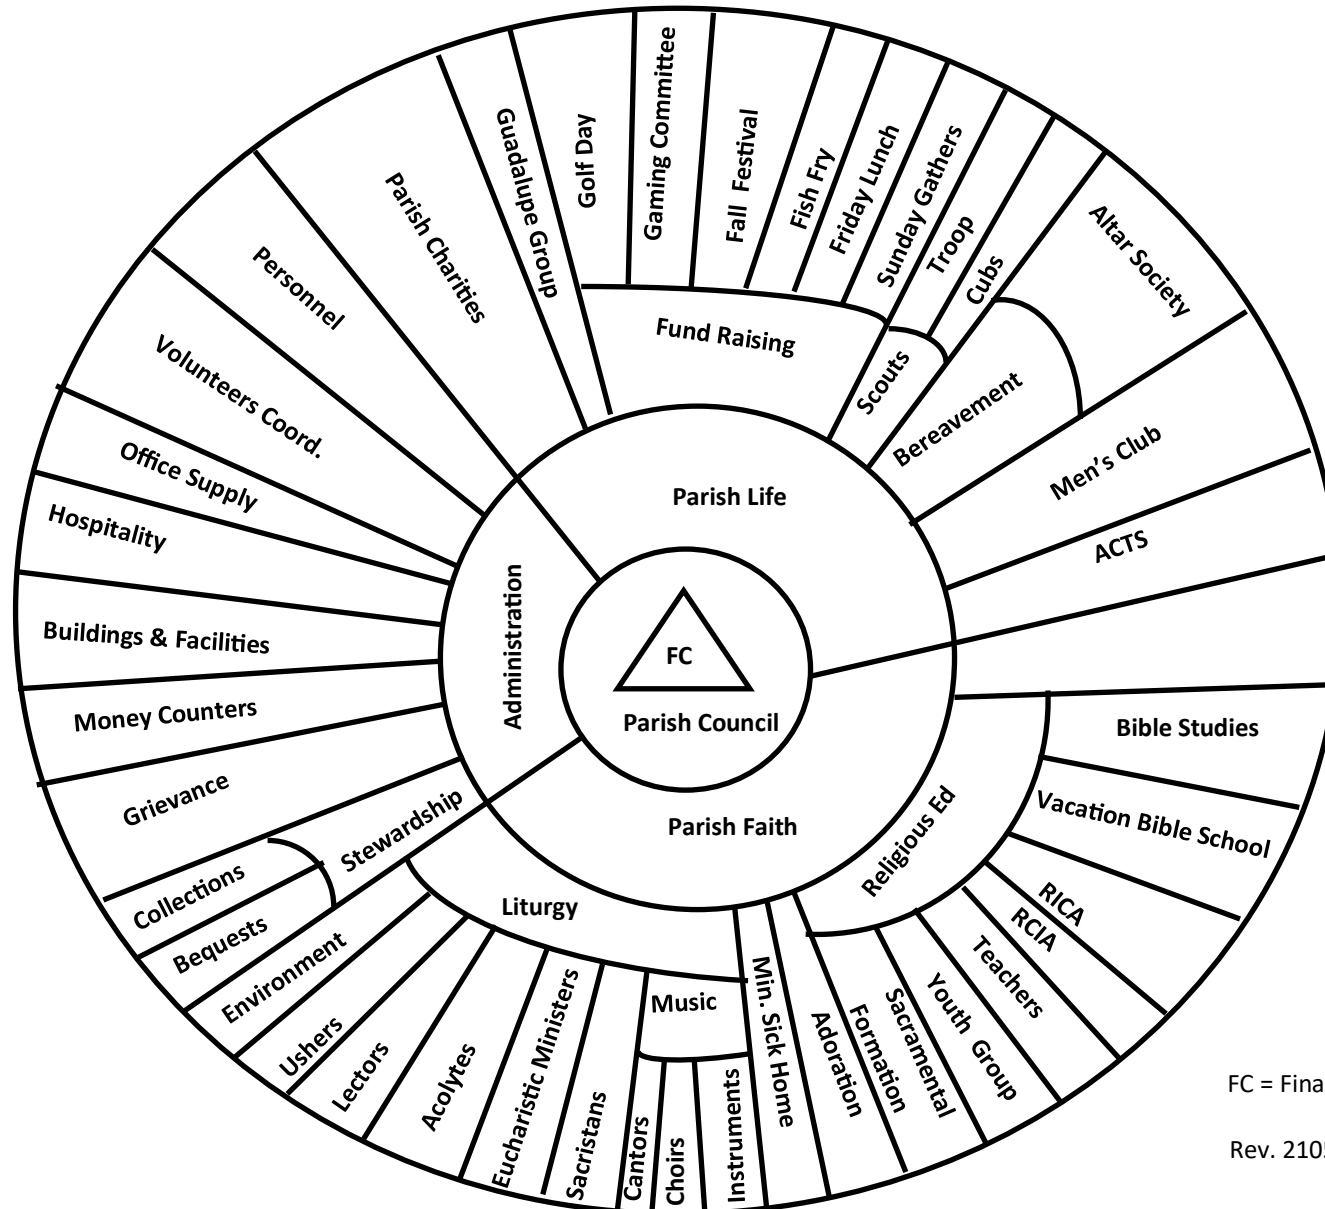 Guadalupe Group
Golf Day
Gaming Committee
Fall Festival
Fish Fry
Friday Lunch
Sunday Gathers
Troop
Cubs
Altar Society
Fund Raising
Scouts
Bereavement
Men's Club
ACTS
Parish Charities
Personnel
Volunteers Coord.
Office Supply
Hospitality
Buildings & Facilities
Money Counters
Grievance
Stewardship
Collections
Bequests
Parish Life
Administration
FC
Parish Council
Parish Faith
Religious Ed
Bible Studies
Vacation Bible School
RICA
RCIA
Teachers
Youth Group
Sacramental
Formation
Adoration
Min. Sick Home
Liturgy
Music
Instruments
Choirs
Cantors
Sacristans
Eucharistic Ministers
Acolytes
Lectors
Ushers
Environment
FC = Fina
Rev. 2105